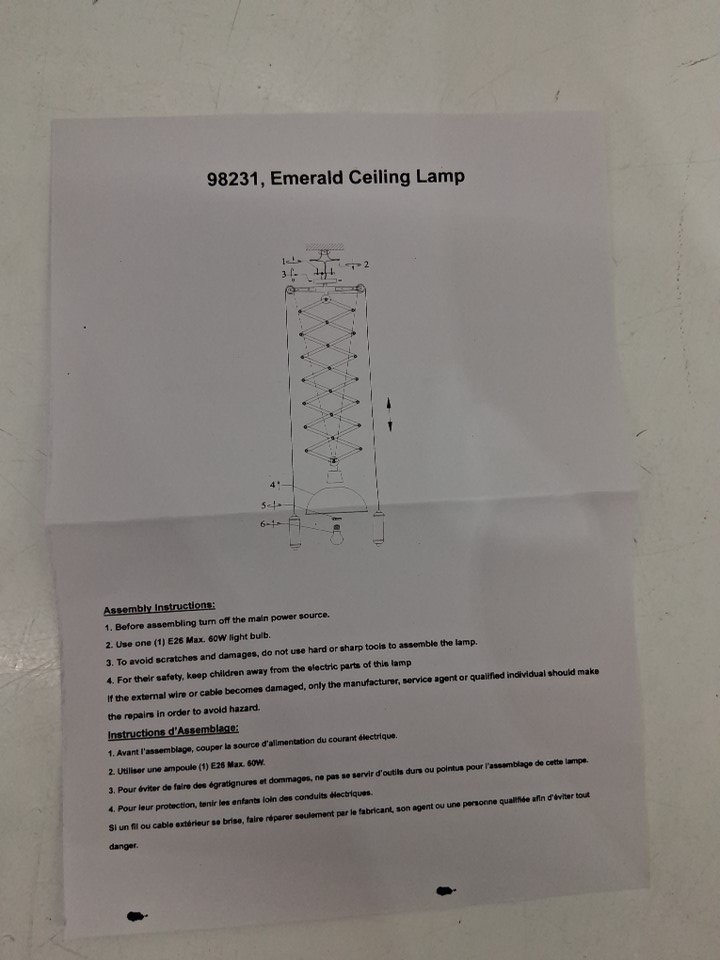 98231, Emerald Ceiling Lamp
1
2
3
4
5
6
Assembly Instructions:
1. Before assembling turn off the main power source.
2. Use one (1) E26 Max. 60W light bulb.
3. To avoid scratches and damages, do not use hard or sharp tools to assemble the lamp.
4. For their safety, keep children away from the electric parts of this lamp
If the external wire or cable becomes damaged, only the manufacturer, service agent or qualified individual should make
the repairs in order to avoid hazard.
Instructions d'Assemblage:
1. Avant l'assemblage, couper la source d'alimentation du courant électrique.
2. Utiliser une ampoule (1) E26 Max. 60W.
3. Pour éviter de faire des égratignures et dommages, ne pas se servir d'outils durs ou pointus pour l'assemblage de cette lampe.
4. Pour leur protection, tenir les enfants loin des conduits électriques.
Si un fil ou cable extérieur se brise, faire réparer seulement par le fabricant, son agent ou une personne qualifiée afin d'éviter tout
danger.